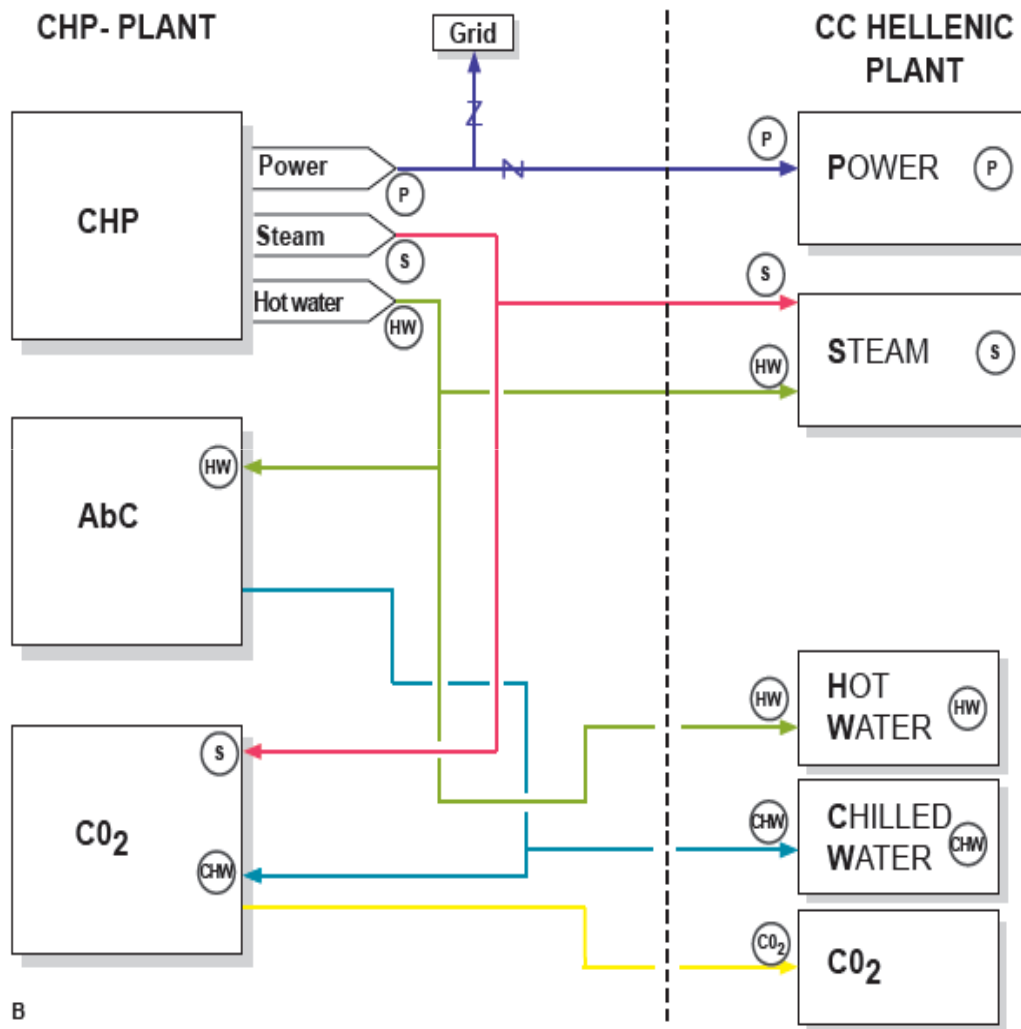 CHP- PLANT
Grid
CC HELLENIC
PLANT
CHP
Power
P
Steam
S
Hot water
HW
P
POWER
P
S
STEAM
S
HW
AbC
HW
C0₂
S
CHW
HW
HOT
WATER
HW
CHW
CHILLED
WATER
CHW
C0₂
C0₂
B